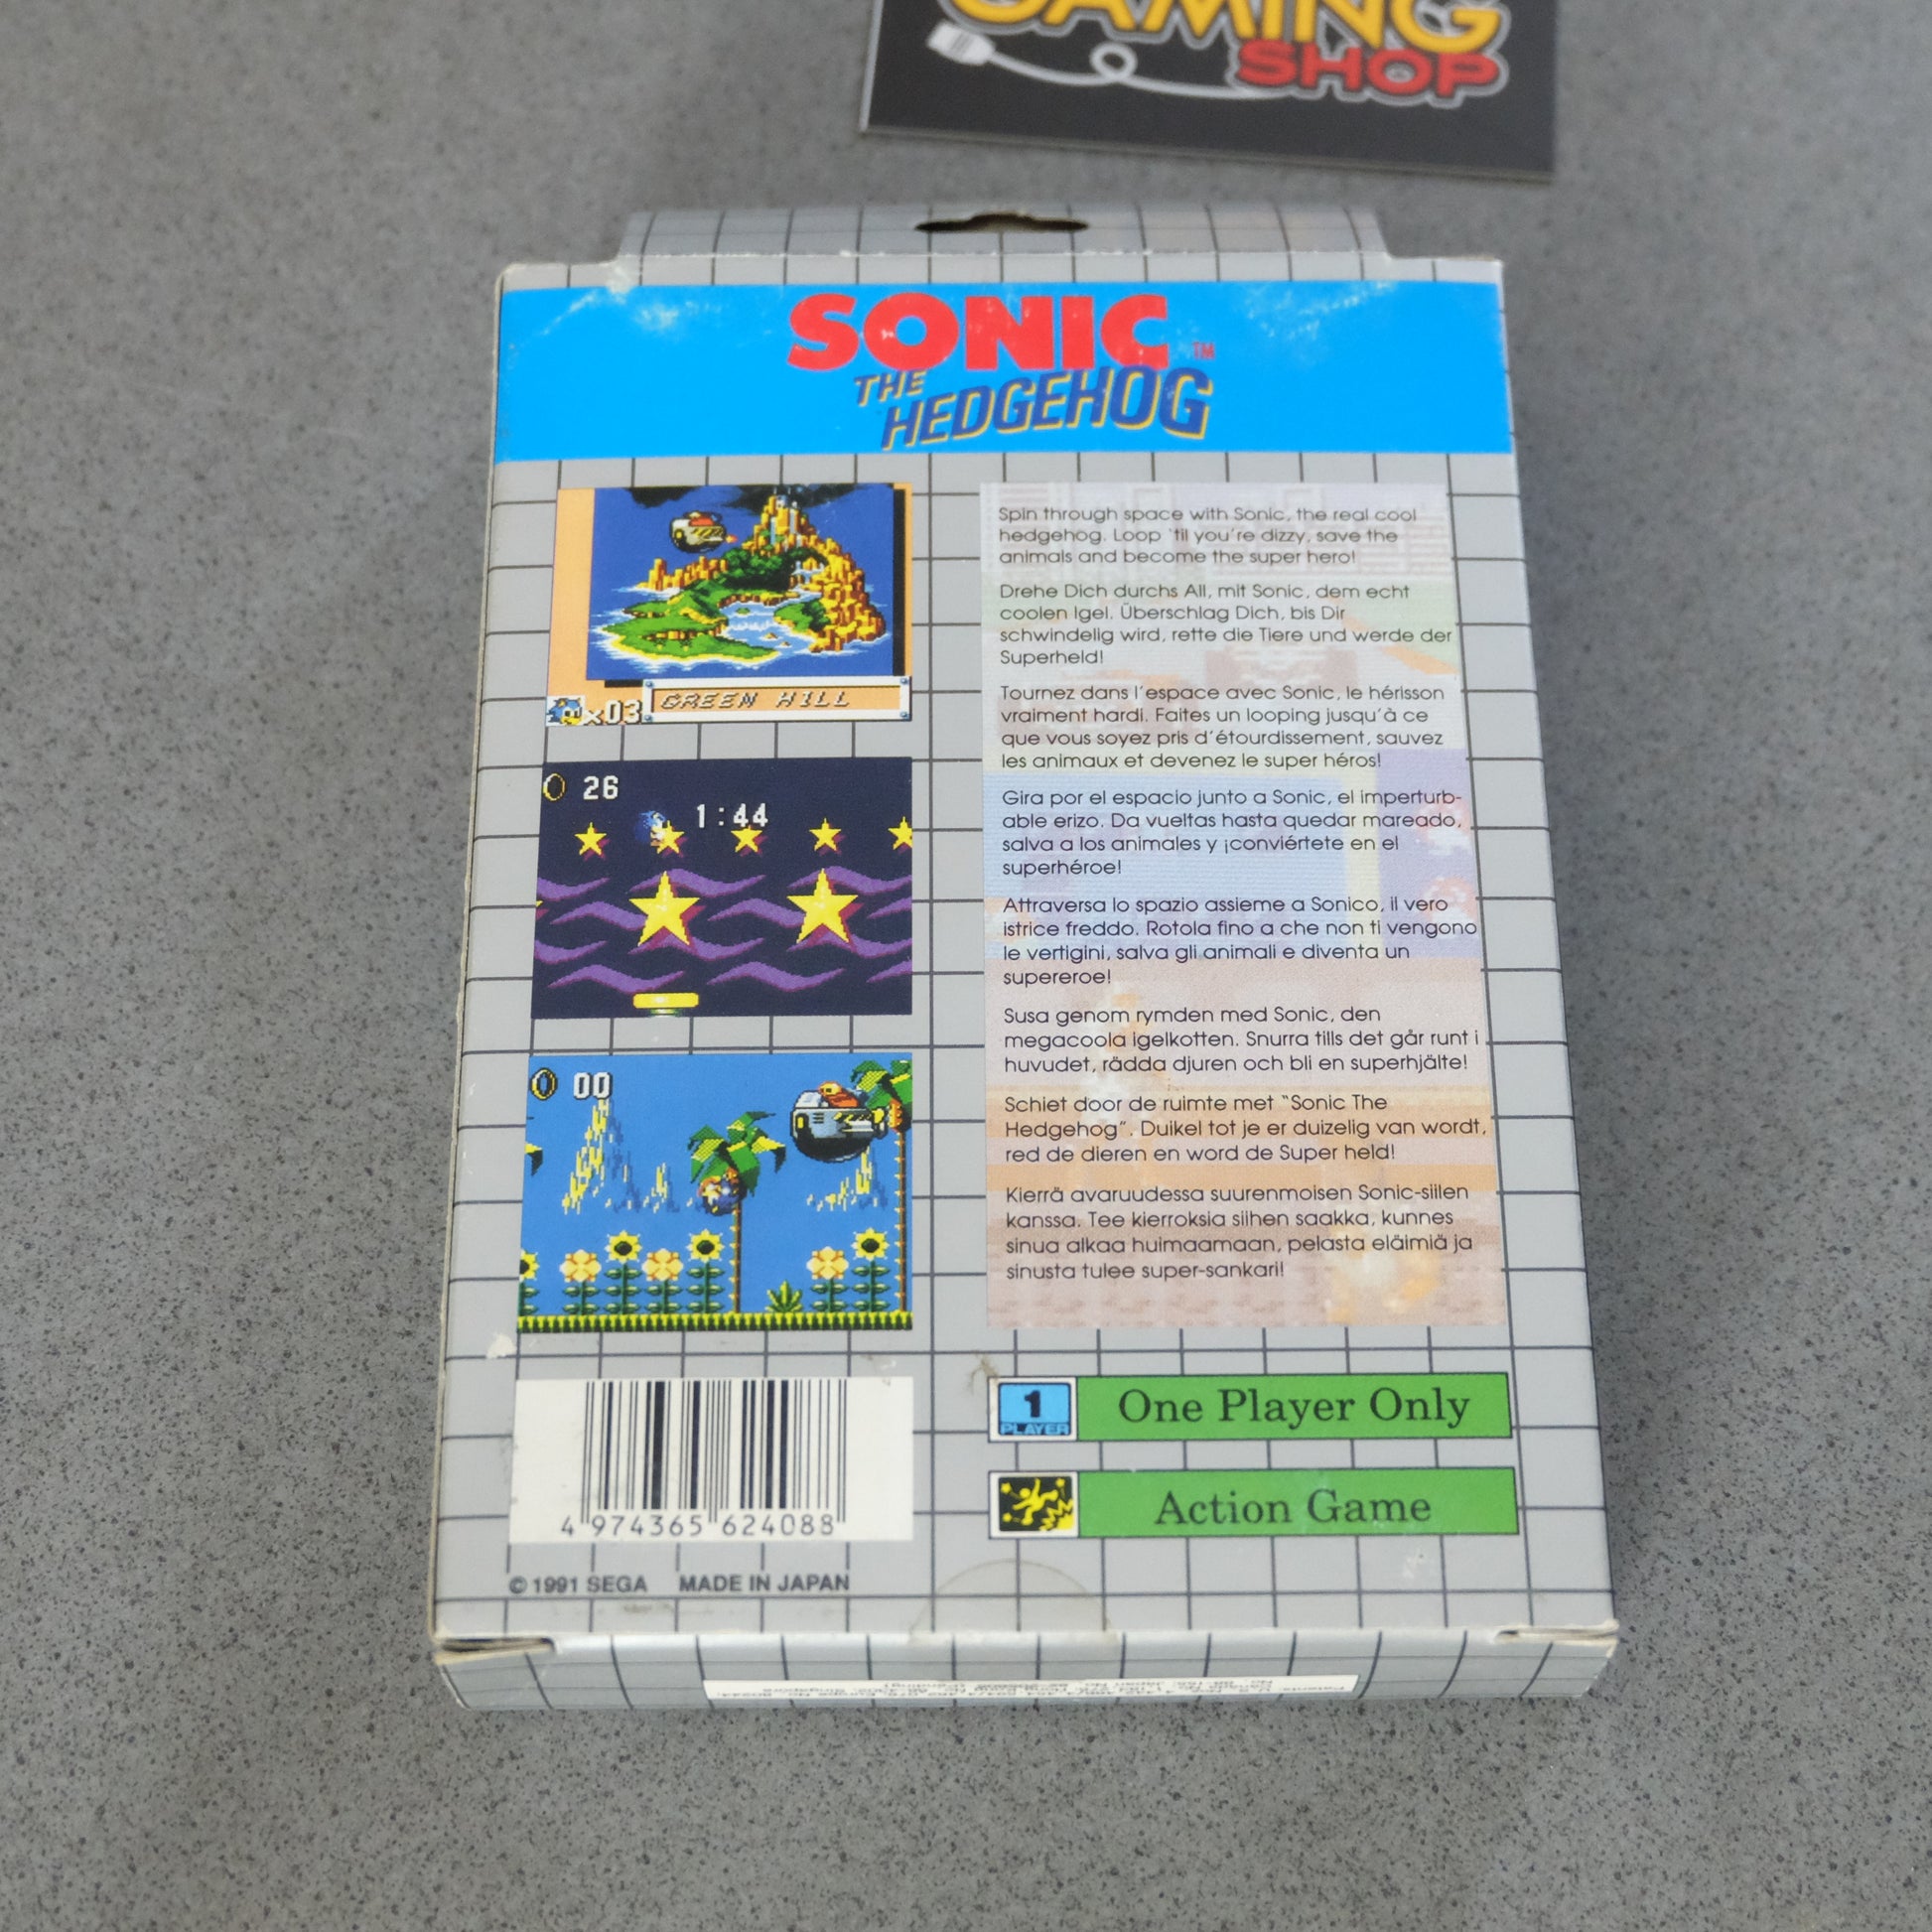 GAMING
SHOP
SONIC ™
THE
HEDGEHOG
x03 GREEN HILL
26
1:44
00
Spin through space with Sonic, the real cool
hedgehog. Loop 'til you're dizzy, save the
animals and become the super hero!
Drehe Dich durchs All, mit Sonic, dem echt
coolen Igel. Überschlag Dich, bis Dir
schwindelig wird, rette die Tiere und werde der
Superheld!
Tournez dans l'espace avec Sonic, le hérisson
vraiment hardi. Faites un looping jusqu'à ce
que vous soyez pris d'étourdissement, sauvez
les animaux et devenez le super héros!
Gira por el espacio junto a Sonic, el imperturb-
able erizo. Da vueltas hasta quedar mareado,
salva a los animales y ¡conviértete en el
superhéroe!
Attraversa lo spazio assieme a Sonico, il vero
istrice freddo. Rotola fino a che non ti vengono
le vertigini, salva gli animali e diventa un
supereroe!
Susa genom rymden med Sonic, den
megacoola igelkotten. Snurra tills det går runt i
huvudet, rädda djuren och bli en superhjälte!
Schiet door de ruimte met "Sonic The
Hedgehog". Duikel tot je er duizelig van wordt,
red de dieren en word de Super held!
Kierrä avaruudessa suurenmoisen Sonic-siilen
kanssa. Tee kierroksia siihen saakka, kunnes
sinua alkaa huimaamaan, pelasta eläimiä ja
sinusta tulee super-sankari!
1
PLAYER
One Player Only
Action Game
4 974365 624088
© 1991 SEGA MADE IN JAPAN